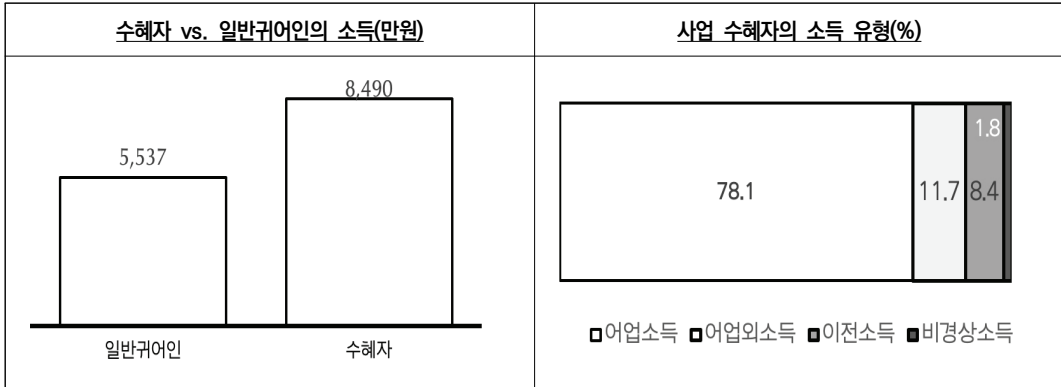 수혜자 vs. 일반귀어인의 소득(만원)
5,537
8,490
일반귀어인
수혜자
사업 수혜자의 소득 유형(%)
78.1
11.7
8.4
1.8
어업소득 어업외소득 이전소득 비경상소득